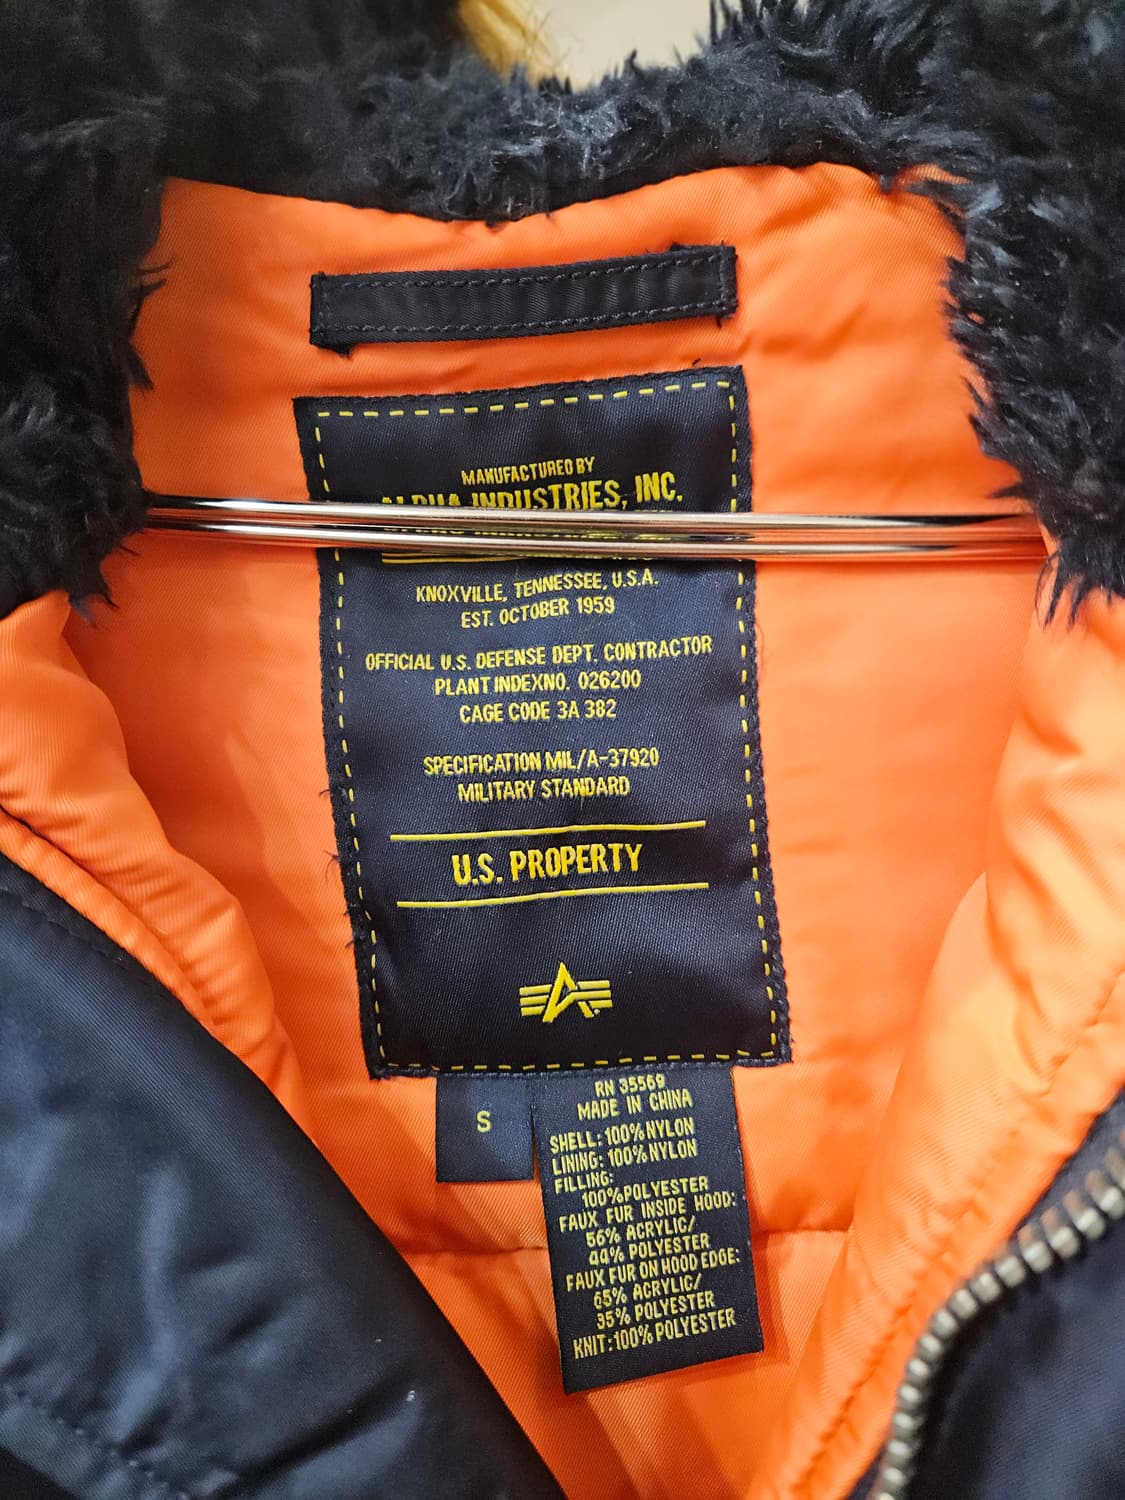 MANUFACTURED BY
ALPHA INDUSTRIES, INC.
KNOXVILLE, TENNESSEE, U.S.A.
EST. OCTOBER 1959
OFFICIAL U.S. DEFENSE DEPT. CONTRACTOR
PLANT INDEXNO. 026200
CAGE CODE 3A 382
SPECIFICATION MIL/A-37920
MILITARY STANDARD
U.S. PROPERTY
S
RN 35569
MADE IN CHINA
SHELL: 100% NYLON
LINING: 100% NYLON
FILLING:
100% POLYESTER
FAUX FUR INSIDE HOOD:
56% ACRYLIC/
44% POLYESTER
FAUX FUR ON HOOD EDGE:
65% ACRYLIC/
35% POLYESTER
KNIT: 100% POLYESTER